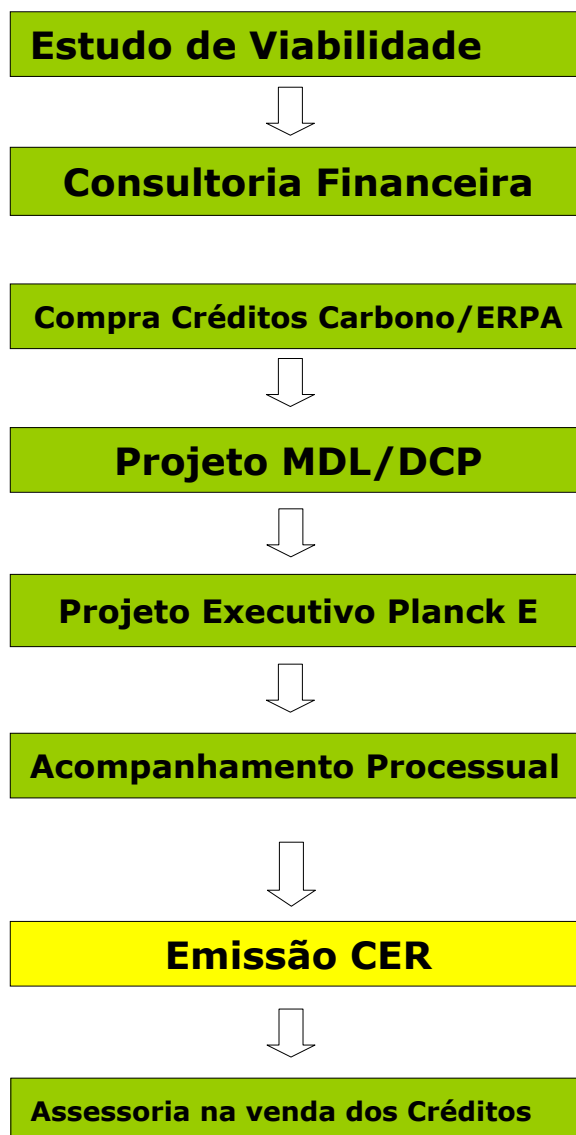 Estudo de Viabilidade
Consultoria Financeira
Compra Créditos Carbono/ERPA
Projeto MDL/DCP
Projeto Executivo Planck E
Acompanhamento Processual
Emissão CER
Assessoria na venda dos Créditos